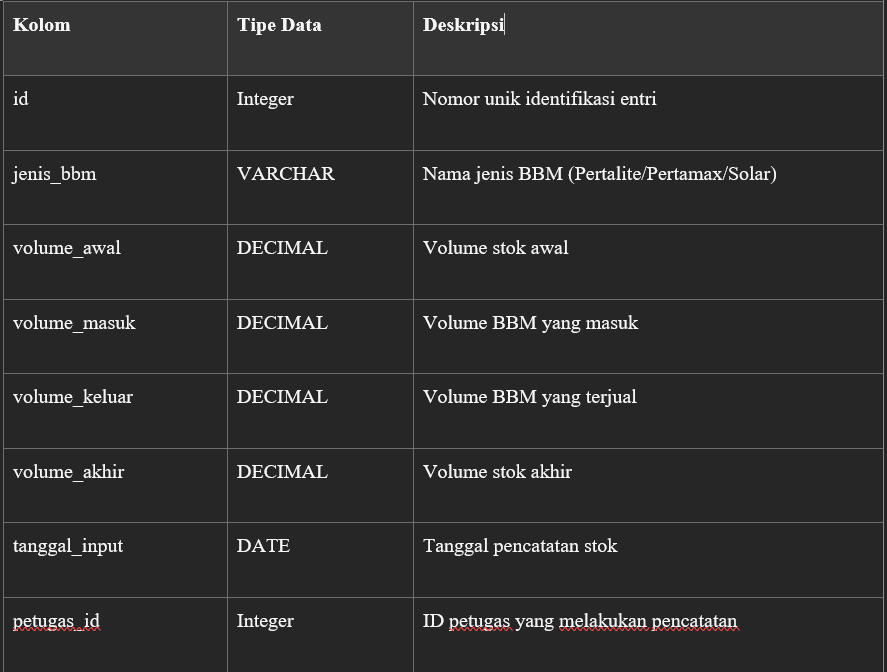 Kolom Tipe Data Deskripsi
id Integer Nomor unik identifikasi entri
jenis_bbm VARCHAR Nama jenis BBM (Pertalite/Pertamax/Solar)
volume_awal DECIMAL Volume stok awal
volume_masuk DECIMAL Volume BBM yang masuk
volume_keluar DECIMAL Volume BBM yang terjual
volume_akhir DECIMAL Volume stok akhir
tanggal_input DATE Tanggal pencatatan stok
petugas_id Integer ID petugas yang melakukan pencatatan